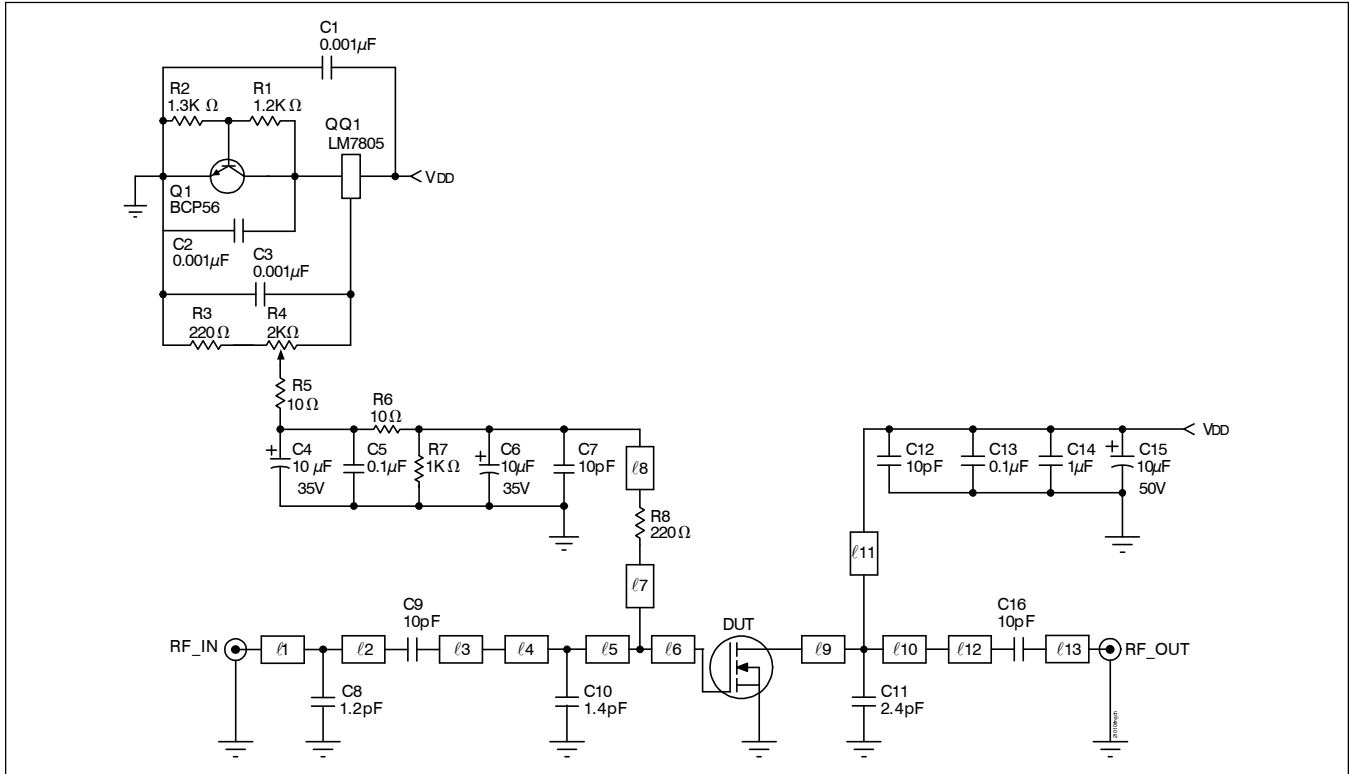 C1
0.001µF
R2
1.3K Ω
R1
1.2K Ω
QQ1
LM7805
VDD
Q1
BCP56
C2
0.001µF
C3
0.001µF
R3
220 Ω
R4
2KΩ
R5
10 Ω
R6
10 Ω
C4
10 µF
35V
C5
0.1µF
R7
1K Ω
C6
10µF
35V
C7
10pF
ℓ8
R8
220 Ω
ℓ7
VDD
C12
10pF
C13
0.1µF
C14
1µF
C15
10µF
50V
ℓ11
RF_IN
ℓ1
ℓ2
C9
10pF
ℓ3
ℓ4
ℓ5
ℓ6
DUT
ℓ9
ℓ10
ℓ12
C16
10pF
ℓ13
RF_OUT
C8
1.2pF
C10
1.4pF
C11
2.4pF